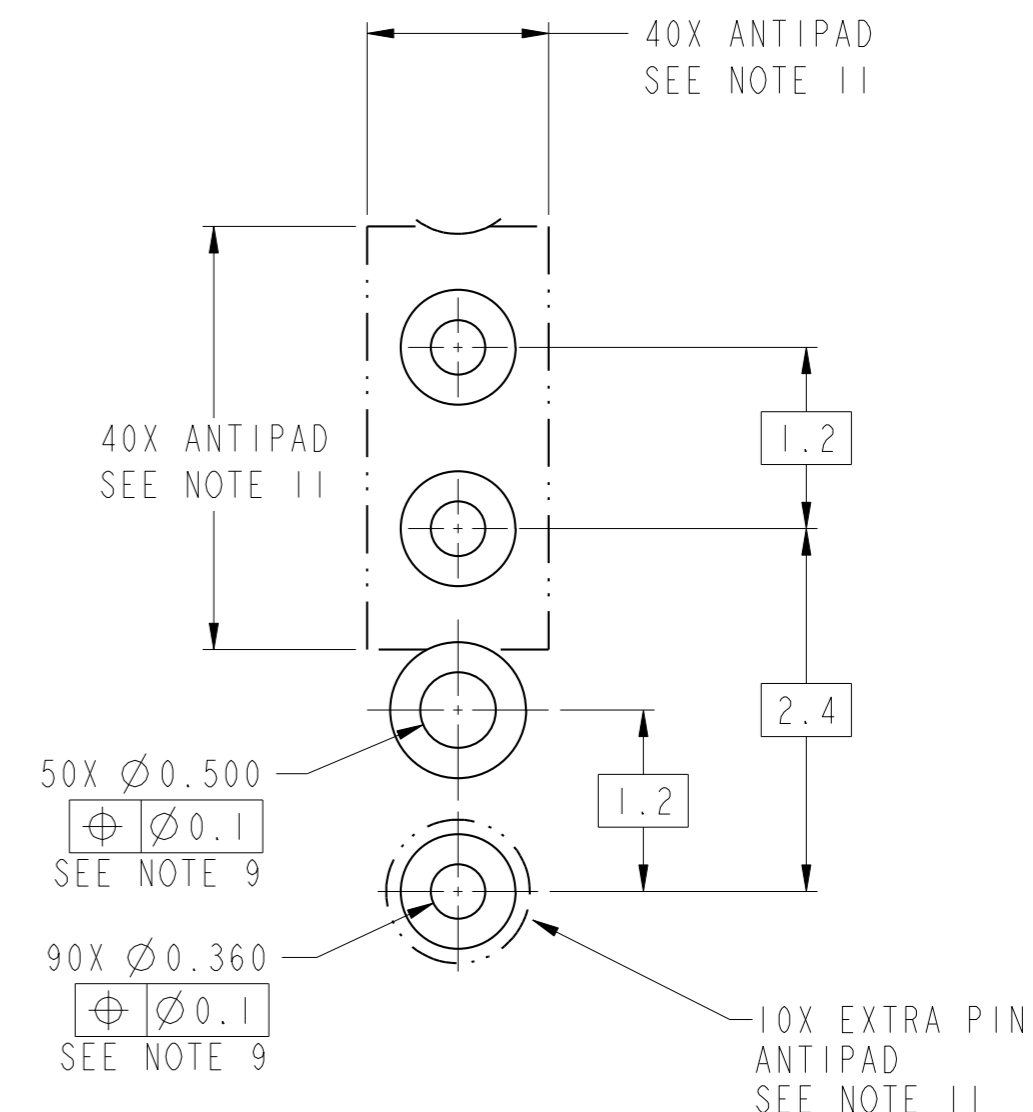 40X ANTIPAD
SEE NOTE 11
40X ANTIPAD
SEE NOTE 11
1.2
2.4
1.2
50X Ø0.500
⌖ Ø0.1
SEE NOTE 9
90X Ø0.360
⌖ Ø0.1
SEE NOTE 9
10X EXTRA PIN
ANTIPAD
SEE NOTE 11